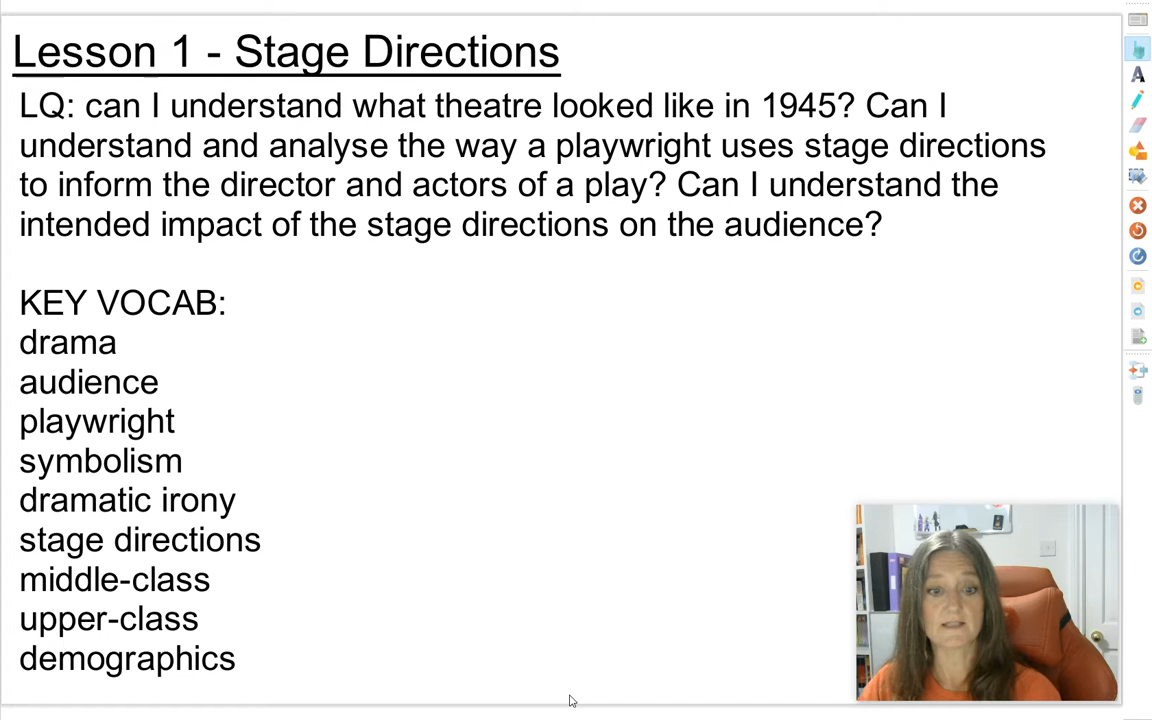 Lesson 1 - Stage Directions
LQ: can I understand what theatre looked like in 1945? Can I
understand and analyse the way a playwright uses stage directions
to inform the director and actors of a play? Can I understand the
intended impact of the stage directions on the audience?
KEY VOCAB:
drama
audience
playwright
symbolism
dramatic irony
stage directions
middle-class
upper-class
demographics